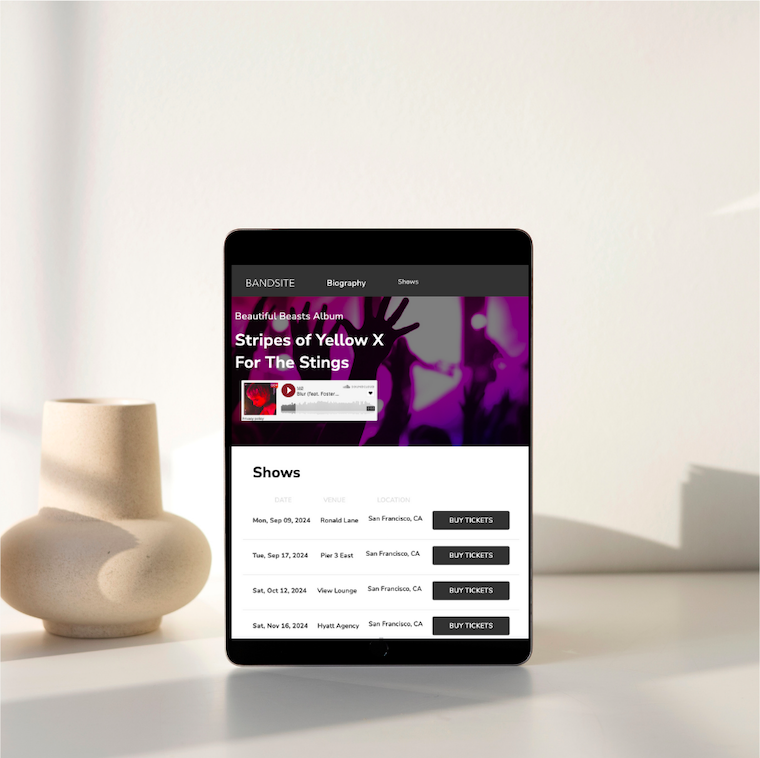 BANDSITE Biography Shows
Beautiful Beasts Album
Stripes of Yellow X
For The Stings
Blur (feat. Foster...
Privacy policy
Shows
DATE VENUE LOCATION
Mon, Sep 09, 2024 Ronald Lane San Francisco, CA BUY TICKETS
Tue, Sep 17, 2024 Pier 3 East San Francisco, CA BUY TICKETS
Sat, Oct 12, 2024 View Lounge San Francisco, CA BUY TICKETS
Sat, Nov 16, 2024 Hyatt Agency San Francisco, CA BUY TICKETS